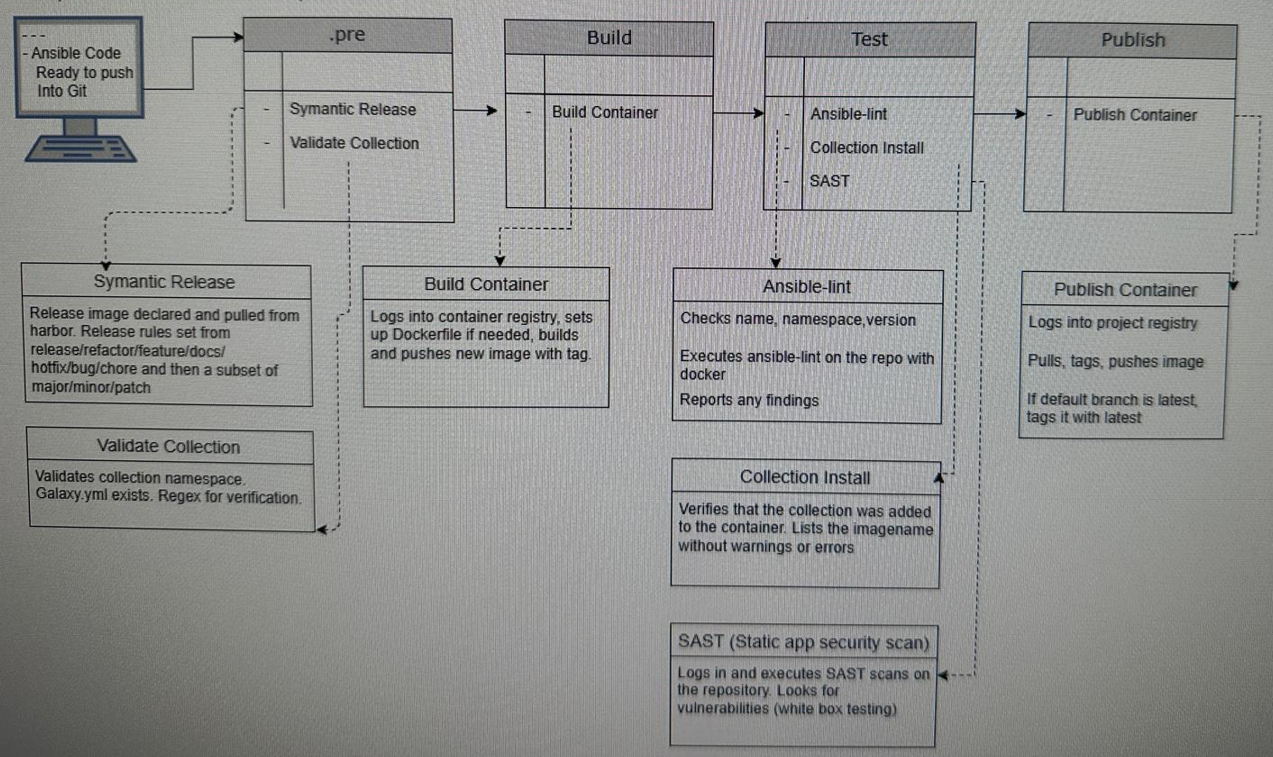 ---
- Ansible Code
Ready to push
Into Git
.pre
- Symantic Release
- Validate Collection
Build
- Build Container
Test
- Ansible-lint
- Collection Install
- SAST
Publish
- Publish Container
Symantic Release
Release image declared and pulled from
harbor. Release rules set from
release/refactor/feature/docs/
hotfix/bug/chore and then a subset of
major/minor/patch
Validate Collection
Validates collection namespace.
Galaxy.yml exists. Regex for verification.
Build Container
Logs into container registry, sets
up Dockerfile if needed, builds
and pushes new image with tag.
Ansible-lint
Checks name, namespace,version
Executes ansible-lint on the repo with
docker
Reports any findings
Collection Install
Verifies that the collection was added
to the container. Lists the imagename
without warnings or errors
SAST (Static app security scan)
Logs in and executes SAST scans on
the repository. Looks for
vulnerabilities (white box testing)
Publish Container
Logs into project registry
Pulls, tags, pushes image
If default branch is latest,
tags it with latest